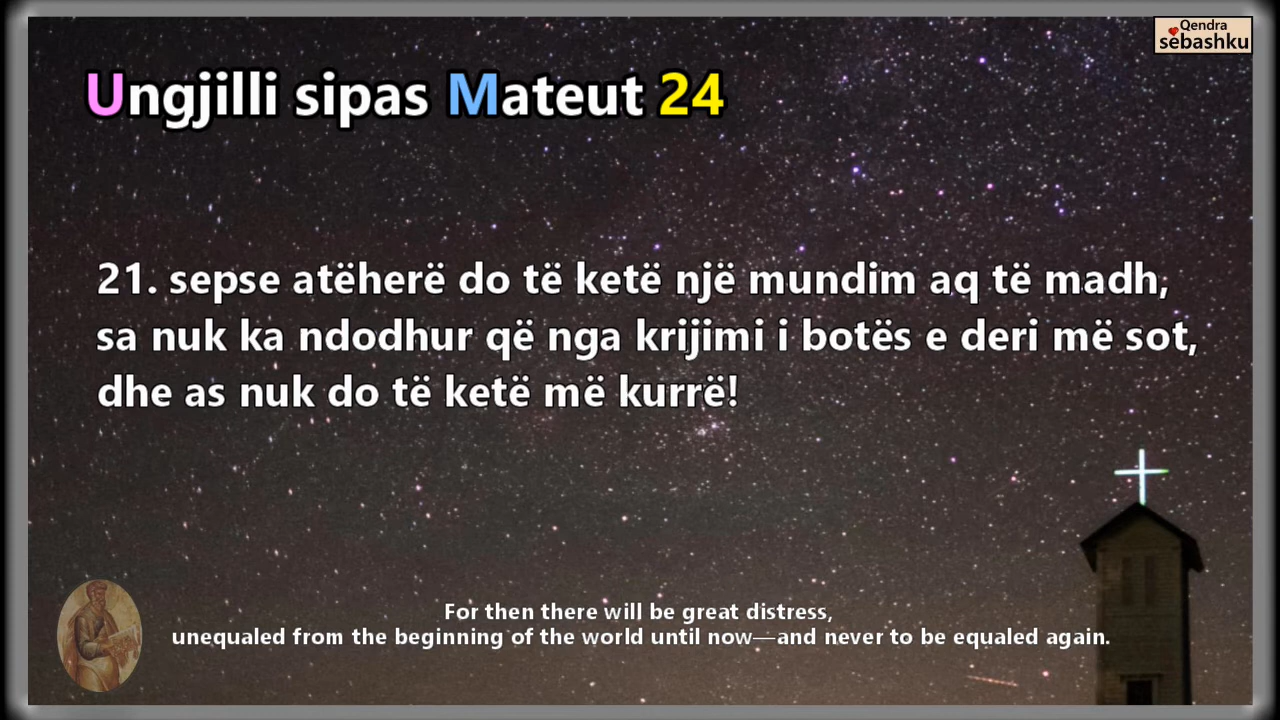 Qendra
sëbashku
Ungjilli sipas Mateut 24
21. sepse atëherë do të ketë një mundim aq të madh,
sa nuk ka ndodhur që nga krijimi i botës e deri më sot,
dhe as nuk do të ketë më kurrë!
For then there will be great distress,
unequaled from the beginning of the world until now—and never to be equaled again.